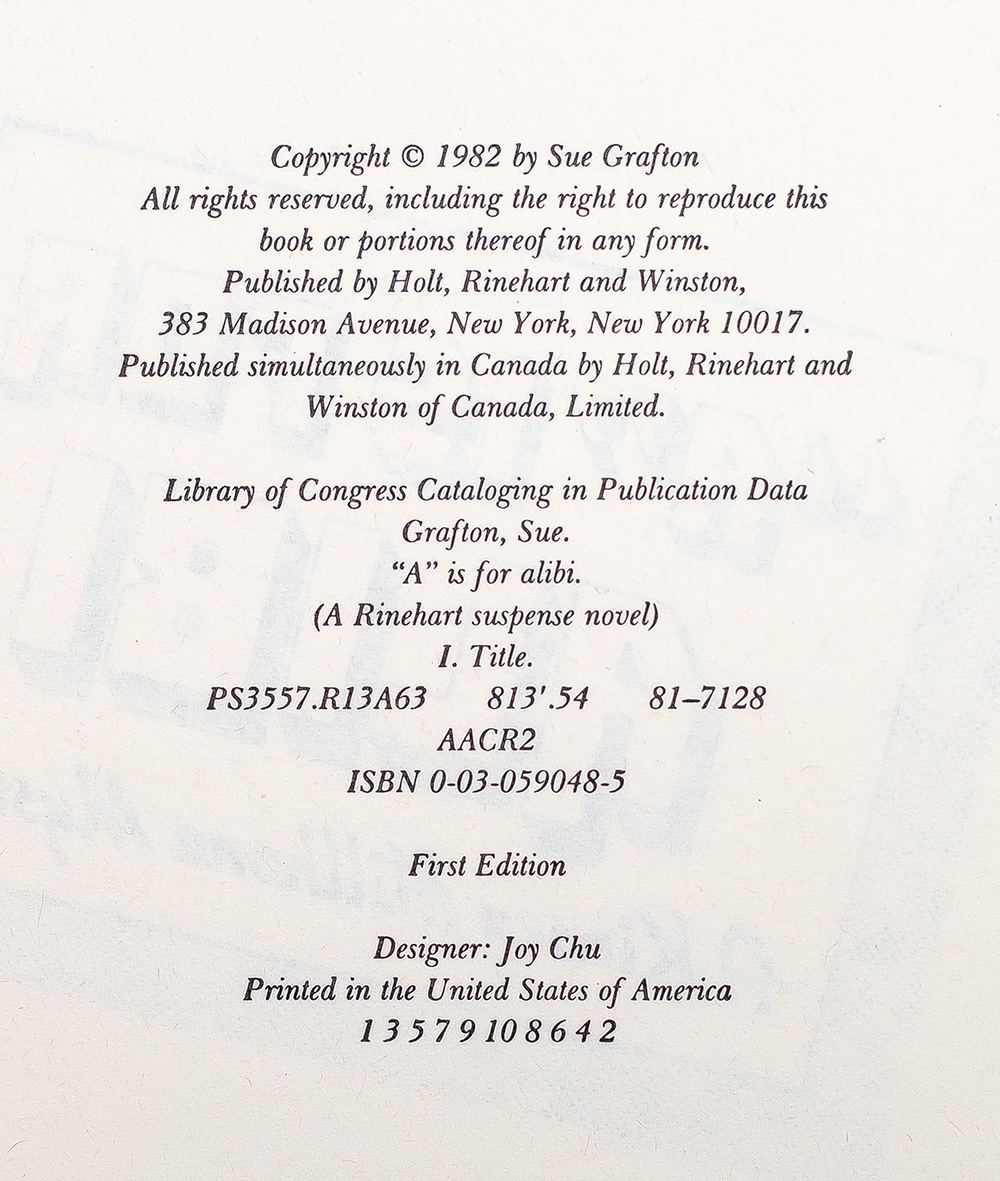 Copyright © 1982 by Sue Grafton
All rights reserved, including the right to reproduce this
book or portions thereof in any form.
Published by Holt, Rinehart and Winston,
383 Madison Avenue, New York, New York 10017.
Published simultaneously in Canada by Holt, Rinehart and
Winston of Canada, Limited.
Library of Congress Cataloging in Publication Data
Grafton, Sue.
“A” is for alibi.
(A Rinehart suspense novel)
I. Title.
PS3557.R13A63 813'.54 81–7128
AACR2
ISBN 0-03-059048-5
First Edition
Designer: Joy Chu
Printed in the United States of America
1 3 5 7 9 10 8 6 4 2